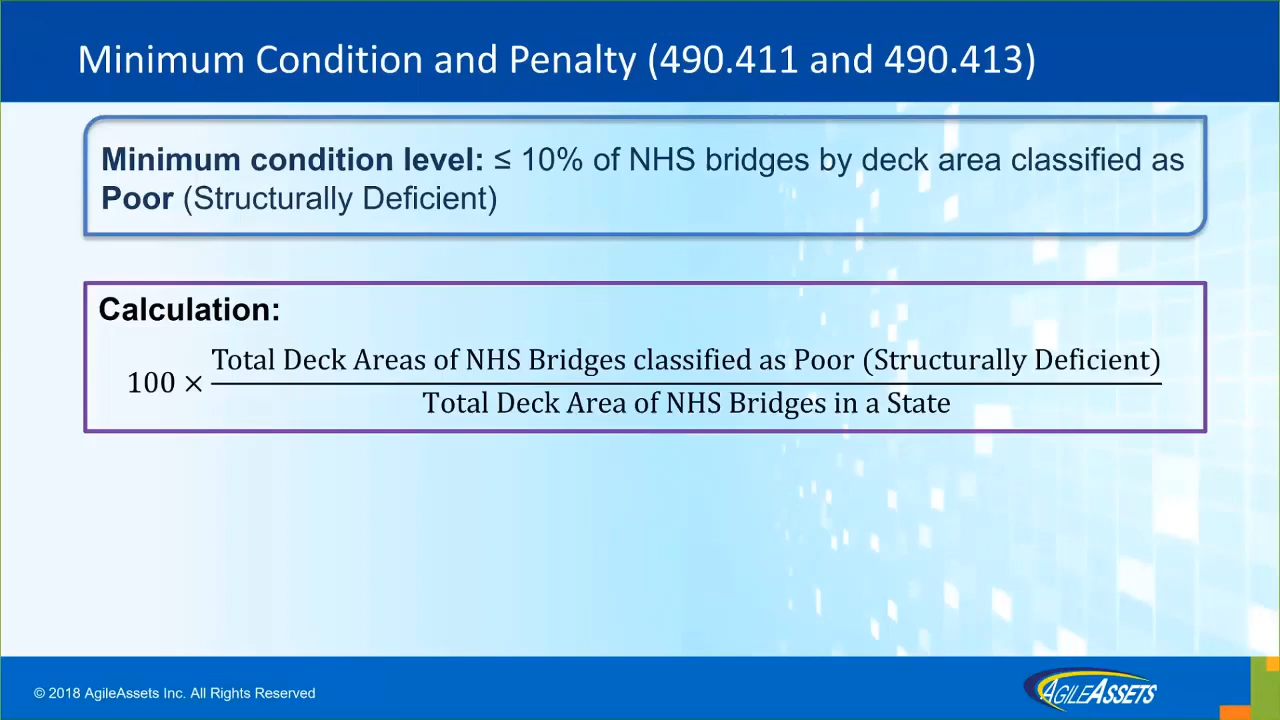 Minimum Condition and Penalty (490.411 and 490.413)
Minimum condition level: ≤ 10% of NHS bridges by deck area classified as
Poor (Structurally Deficient)
Calculation:
Total Deck Areas of NHS Bridges classified as Poor (Structurally Deficient)
100 ×
Total Deck Area of NHS Bridges in a State
© 2018 AgileAssets Inc. All Rights Reserved
AGILEASSETS